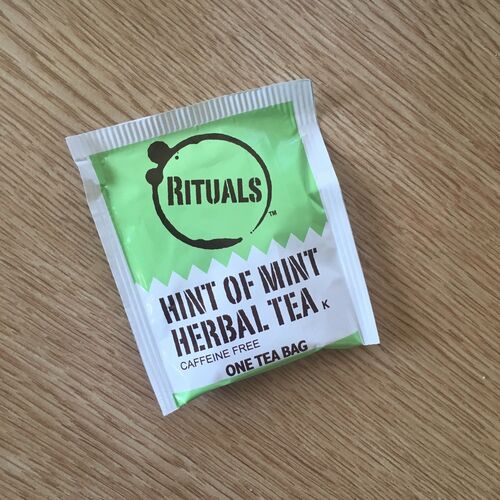 RITUALS
™
HINT OF MINT
HERBAL TEA K
CAFFEINE FREE
ONE TEA BAG